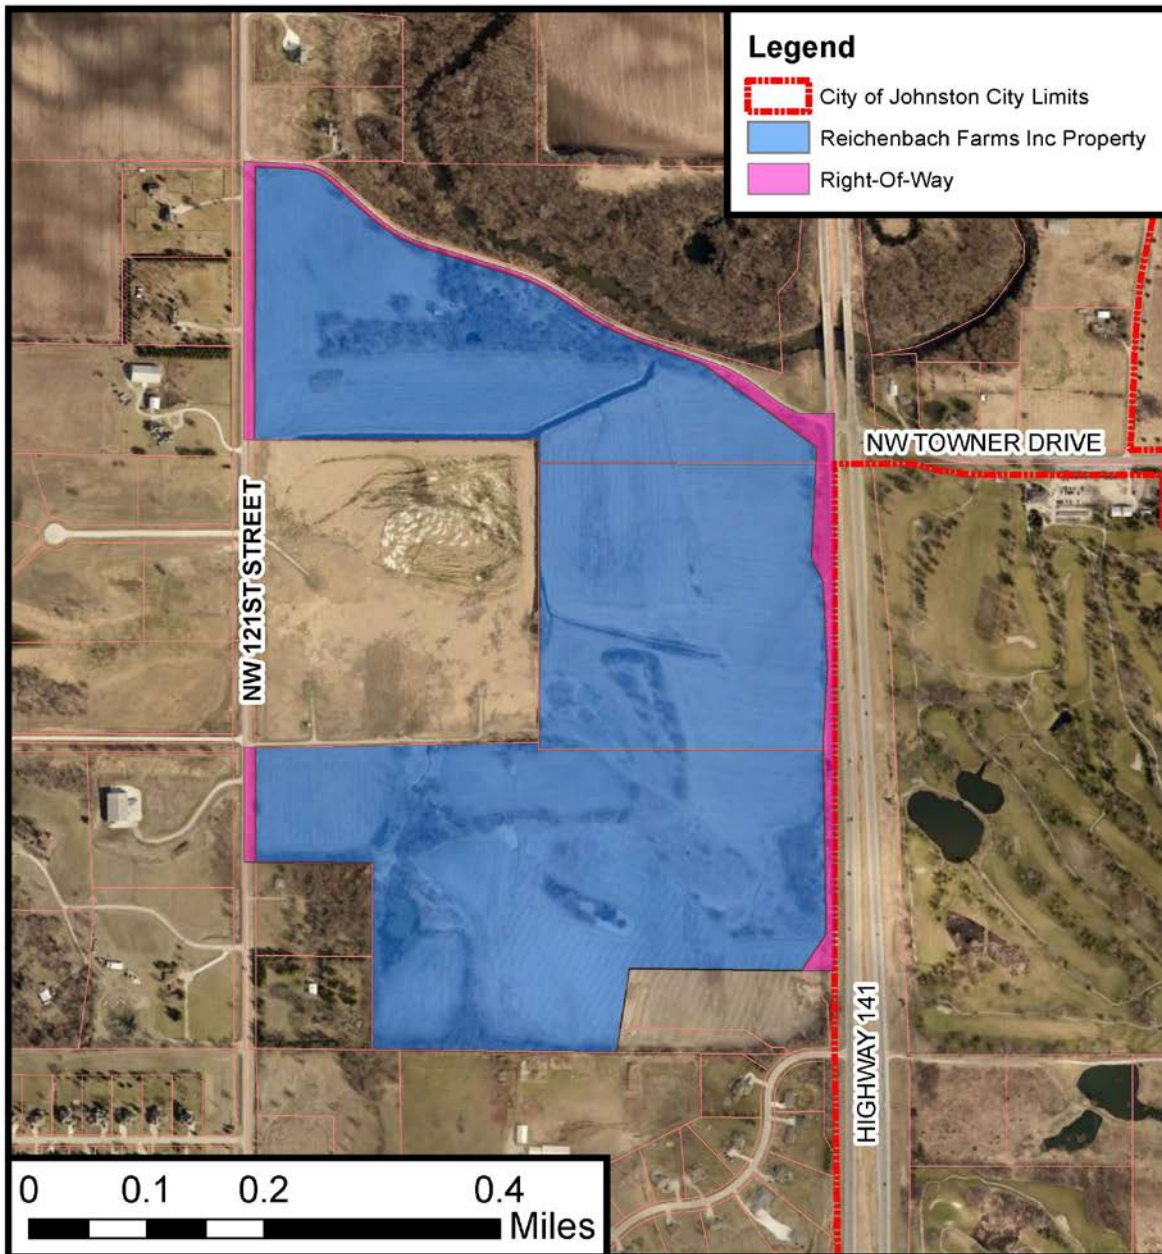 Legend
City of Johnston City Limits
Reichenbach Farms Inc Property
Right-Of-Way
NW TOWNER DRIVE
NW 121ST STREET
HIGHWAY 141
0 0.1 0.2 0.4
Miles